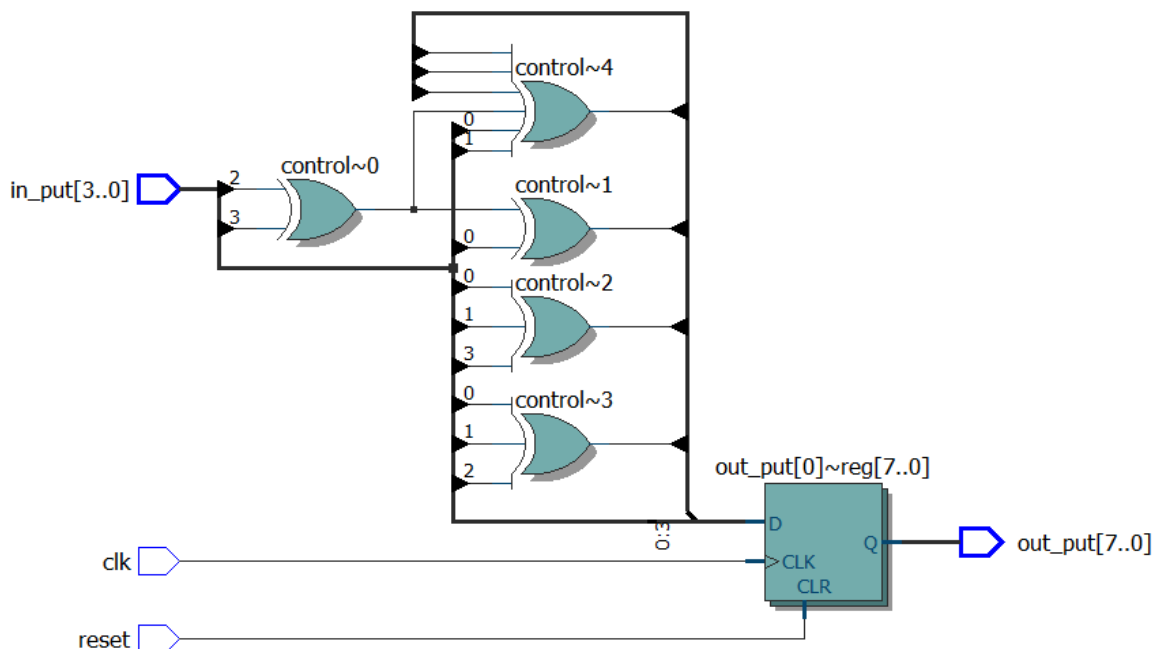 control~4
0
1
control~0
in_put[3..0]
2
3
control~1
0
control~2
0
1
3
control~3
0
1
2
out_put[0]~reg[7..0]
0:3
D
Q
out_put[7..0]
clk
CLK
CLR
reset